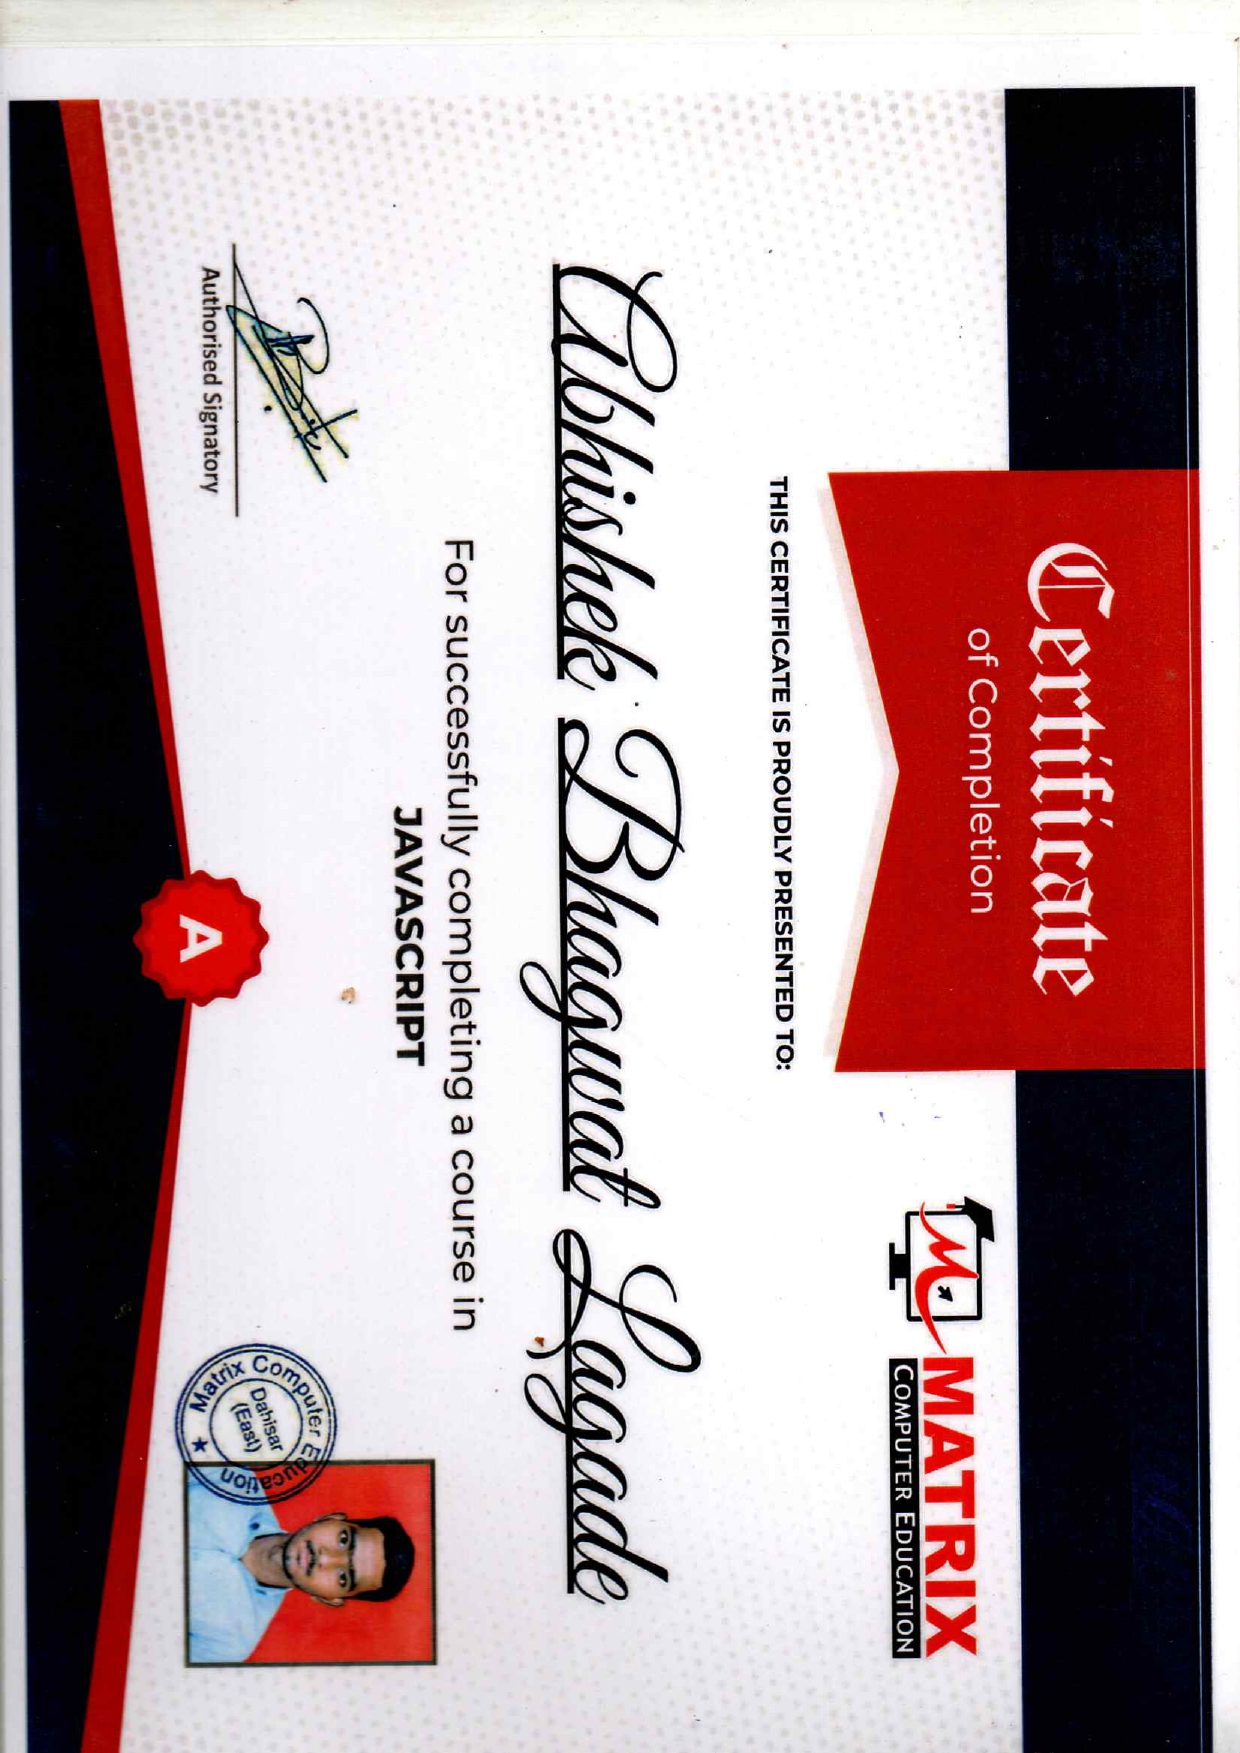 Certificate
of Completion
MATRIX
COMPUTER EDUCATION
THIS CERTIFICATE IS PROUDLY PRESENTED TO:
Abhishek Bhagwat Lagade
For successfully completing a course in
JAVASCRIPT
Authorised Signatory
A
Matrix Computer Education
Dahisar
(East)